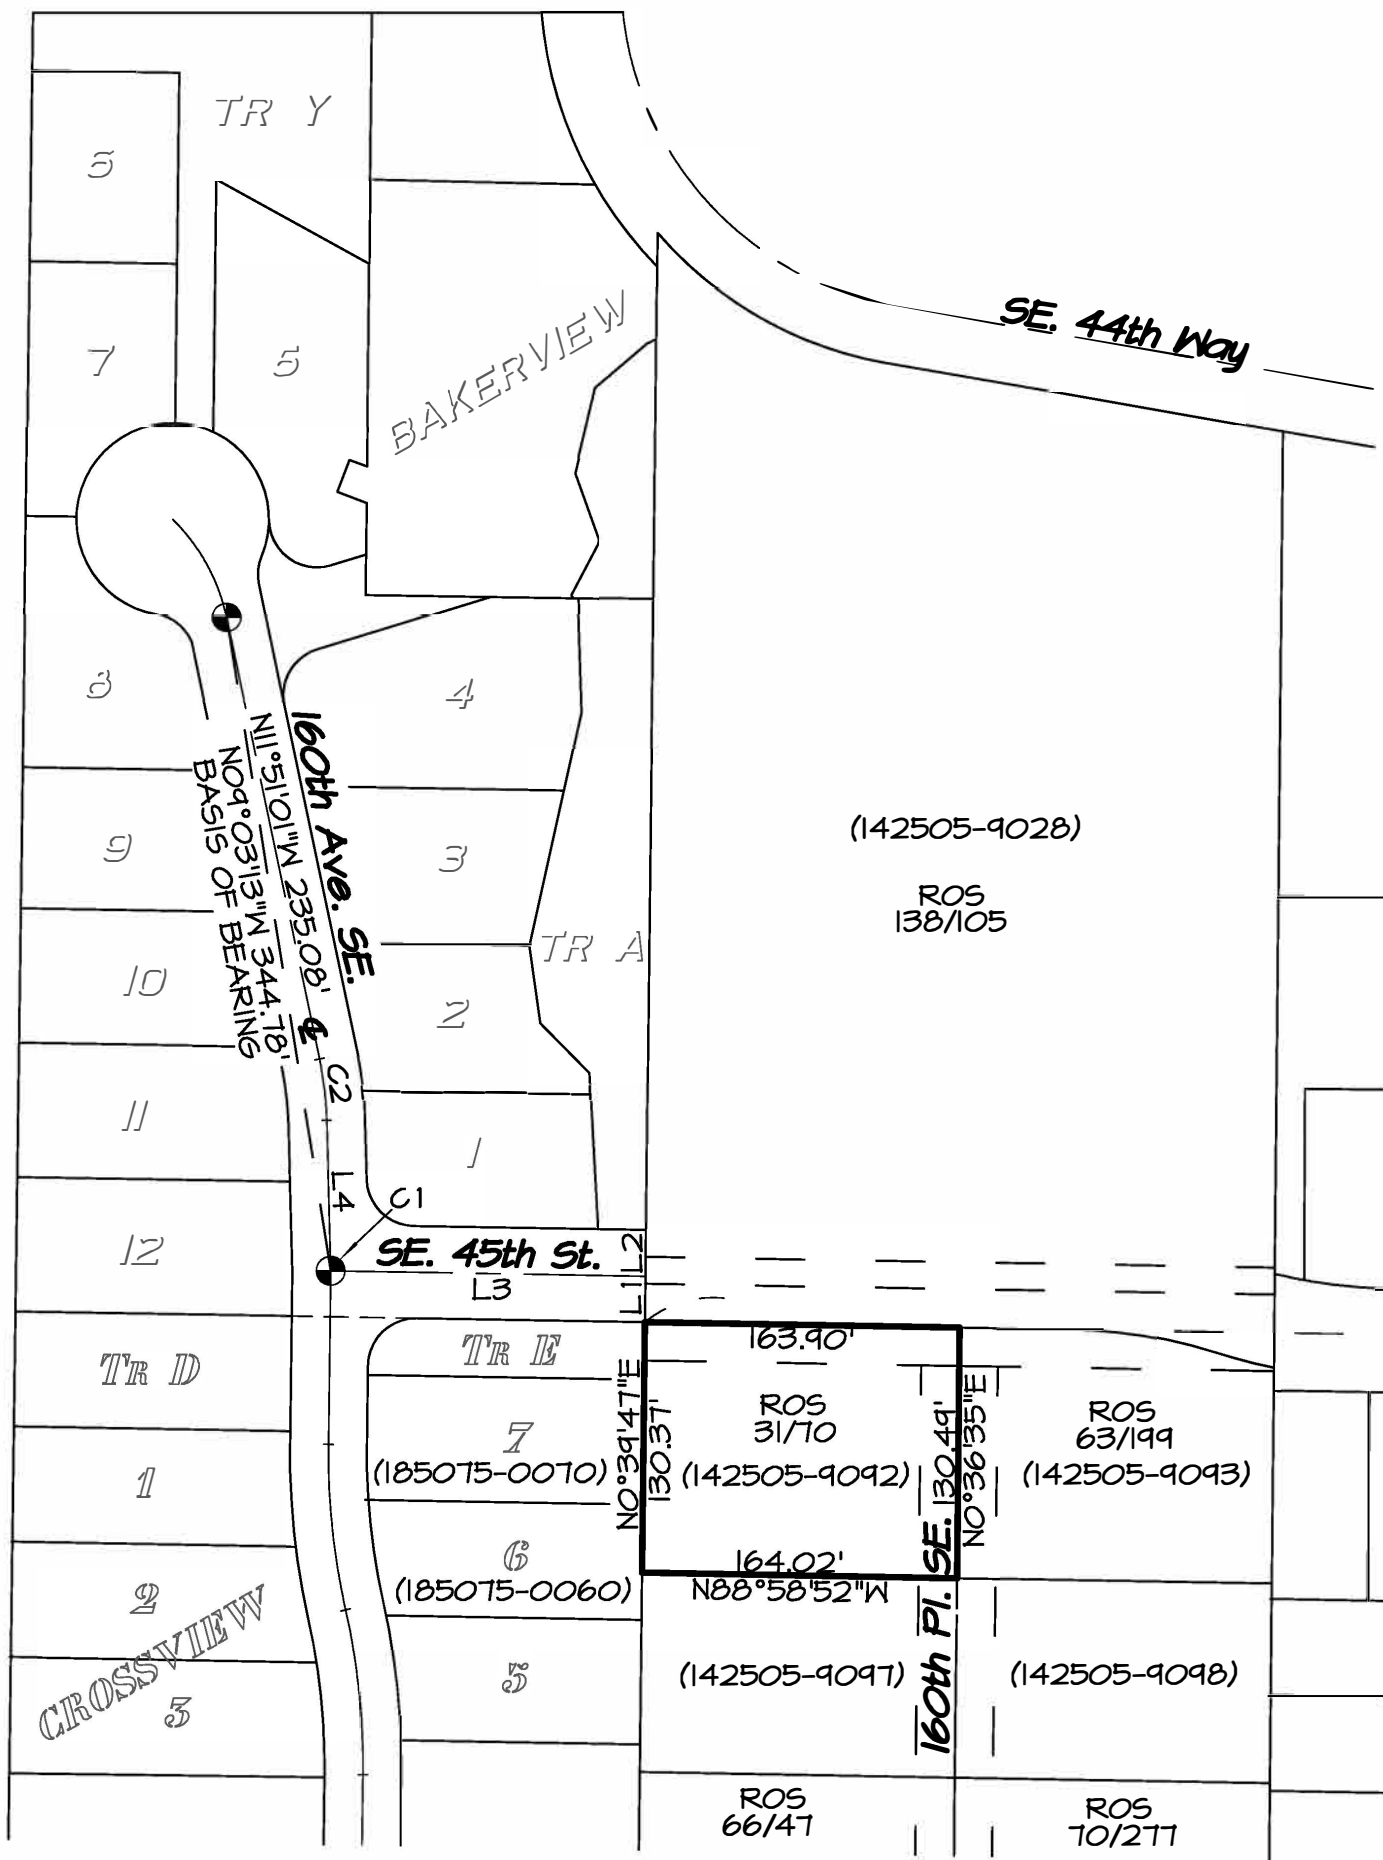 TR Y
6
7
5
BAKERVIEW
SE. 44th Way
8
4
160th Ave. SE.
N11°51'01"W 235.08'
N09°03'13"W 344.78'
BASIS OF BEARING
(142505-9028)
9
3
ROS
138/105
TR A
10
2
C2
11
1
L4
C1
12
SE. 45th St.
L2
L3
L1
TR D
TR E
163.90'
N0°39'47"E
130.37'
ROS
31/70
(142505-9092)
130.49'
N0°36'35"E
ROS
63/199
(142505-9093)
7
(185075-0070)
1
6
(185075-0060)
164.02'
N88°58'52"W
160th Pl. SE.
2
CROSSVIEW
3
5
(142505-9097)
(142505-9098)
ROS
66/47
ROS
70/277